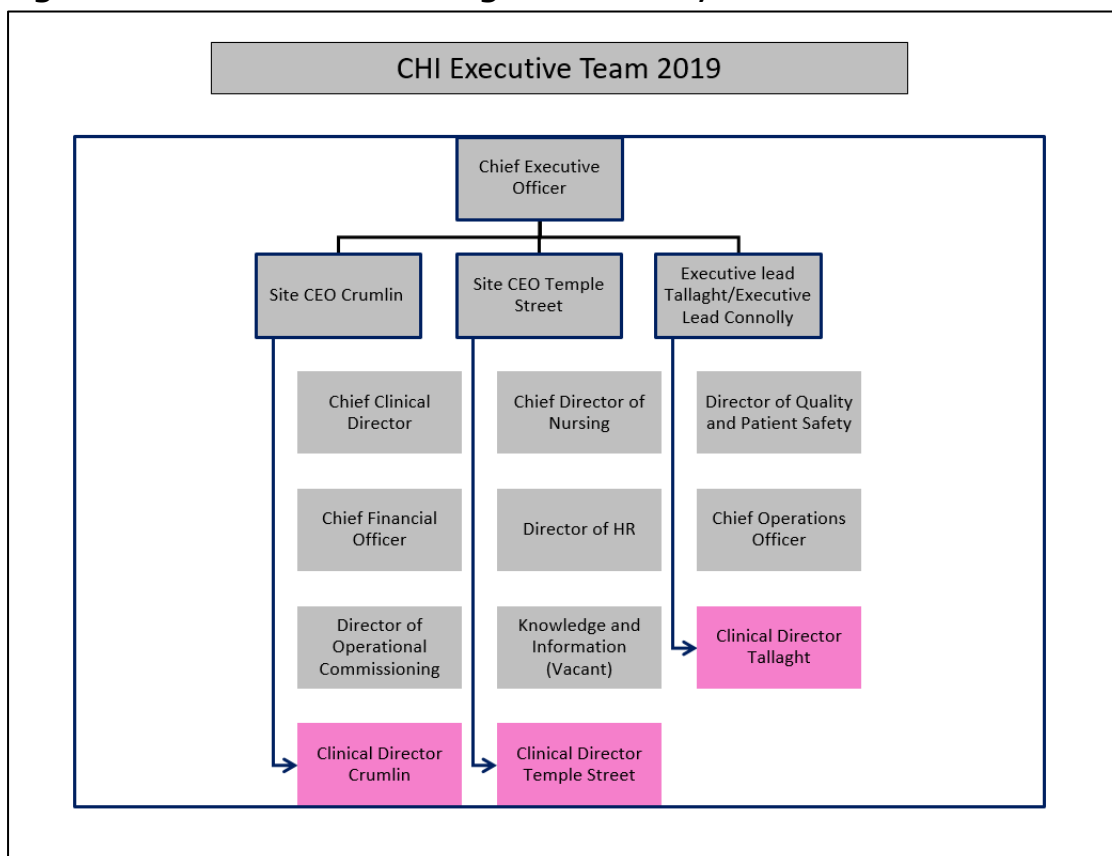 CHI Executive Team 2019
Chief Executive
Officer
Site CEO Crumlin
Site CEO Temple
Street
Executive lead
Tallaght/Executive
Lead Connolly
Chief Clinical
Director
Chief Director of
Nursing
Director of Quality
and Patient Safety
Chief Financial
Officer
Director of HR
Chief Operations
Officer
Director of
Operational
Commissioning
Knowledge and
Information
(Vacant)
Clinical Director
Tallaght
Clinical Director
Crumlin
Clinical Director
Temple Street